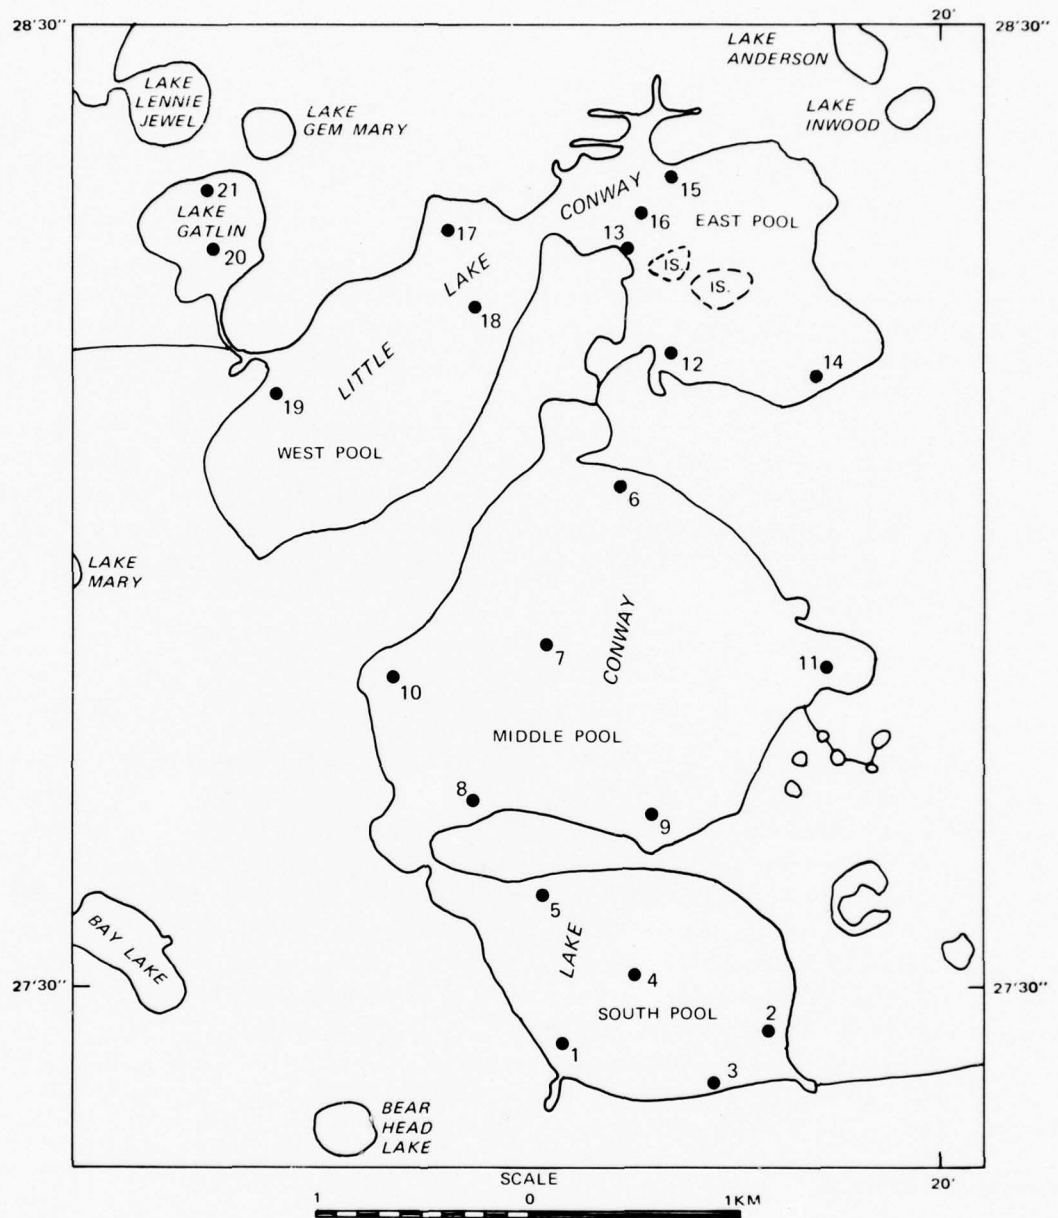 20'
28'30''
28'30''
LAKE
ANDERSON
LAKE
LENNIE
JEWEL
LAKE
GEM MARY
LAKE
INWOOD
21
LAKE
GATLIN
20
CONWAY
15
16
EAST POOL
13
IS.
IS.
17
LAKE
18
LITTLE
12
14
19
WEST POOL
6
LAKE
MARY
CONWAY
7
11
10
MIDDLE POOL
8
9
5
BAY LAKE
LAKE
4
27'30''
27'30''
SOUTH POOL
2
1
3
BEAR
HEAD
LAKE
SCALE
20'
1
0
1KM